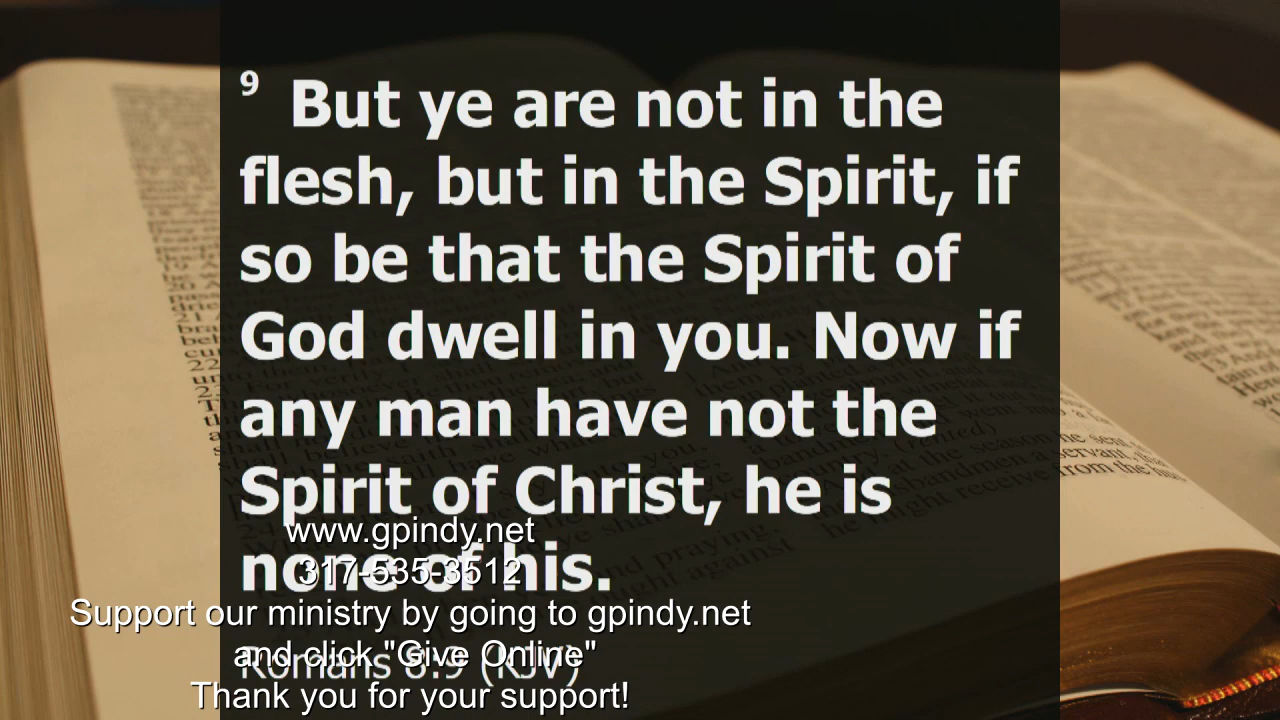 9 But ye are not in the
flesh, but in the Spirit, if
so be that the Spirit of
God dwell in you. Now if
any man have not the
Spirit of Christ, he is
none of his.
Romans 8:9 (KJV)
www.gpindy.net
317-535-3512
Support our ministry by going to gpindy.net
and click "Give Online"
Thank you for your support!